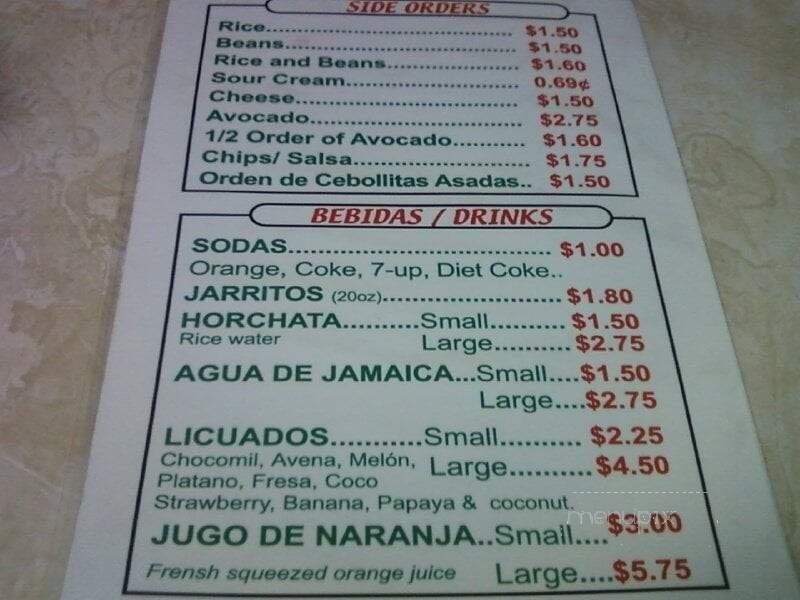 SIDE ORDERS
Rice.................................................. $1.50
Beans................................................ $1.50
Rice and Beans........................ $1.60
Sour Cream................................ 0.69¢
Cheese........................................ $1.50
Avocado...................................... $2.75
1/2 Order of Avocado............ $1.60
Chips/ Salsa............................... $1.75
Orden de Cebollitas Asadas.. $1.50
BEBIDAS / DRINKS
SODAS....................................... $1.00
Orange, Coke, 7-up, Diet Coke..
JARRITOS (20oz)........................... $1.80
HORCHATA..........Small........... $1.50
Rice water Large........... $2.75
AGUA DE JAMAICA...Small....$1.50
Large....$2.75
LICUADOS............Small.......... $2.25
Chocomil, Avena, Melón, Large........... $4.50
Platano, Fresa, Coco
Strawberry, Banana, Papaya & coconut.
JUGO DE NARANJA..Small....$3.00
Frensh squeezed orange juice Large....$5.75
menupix